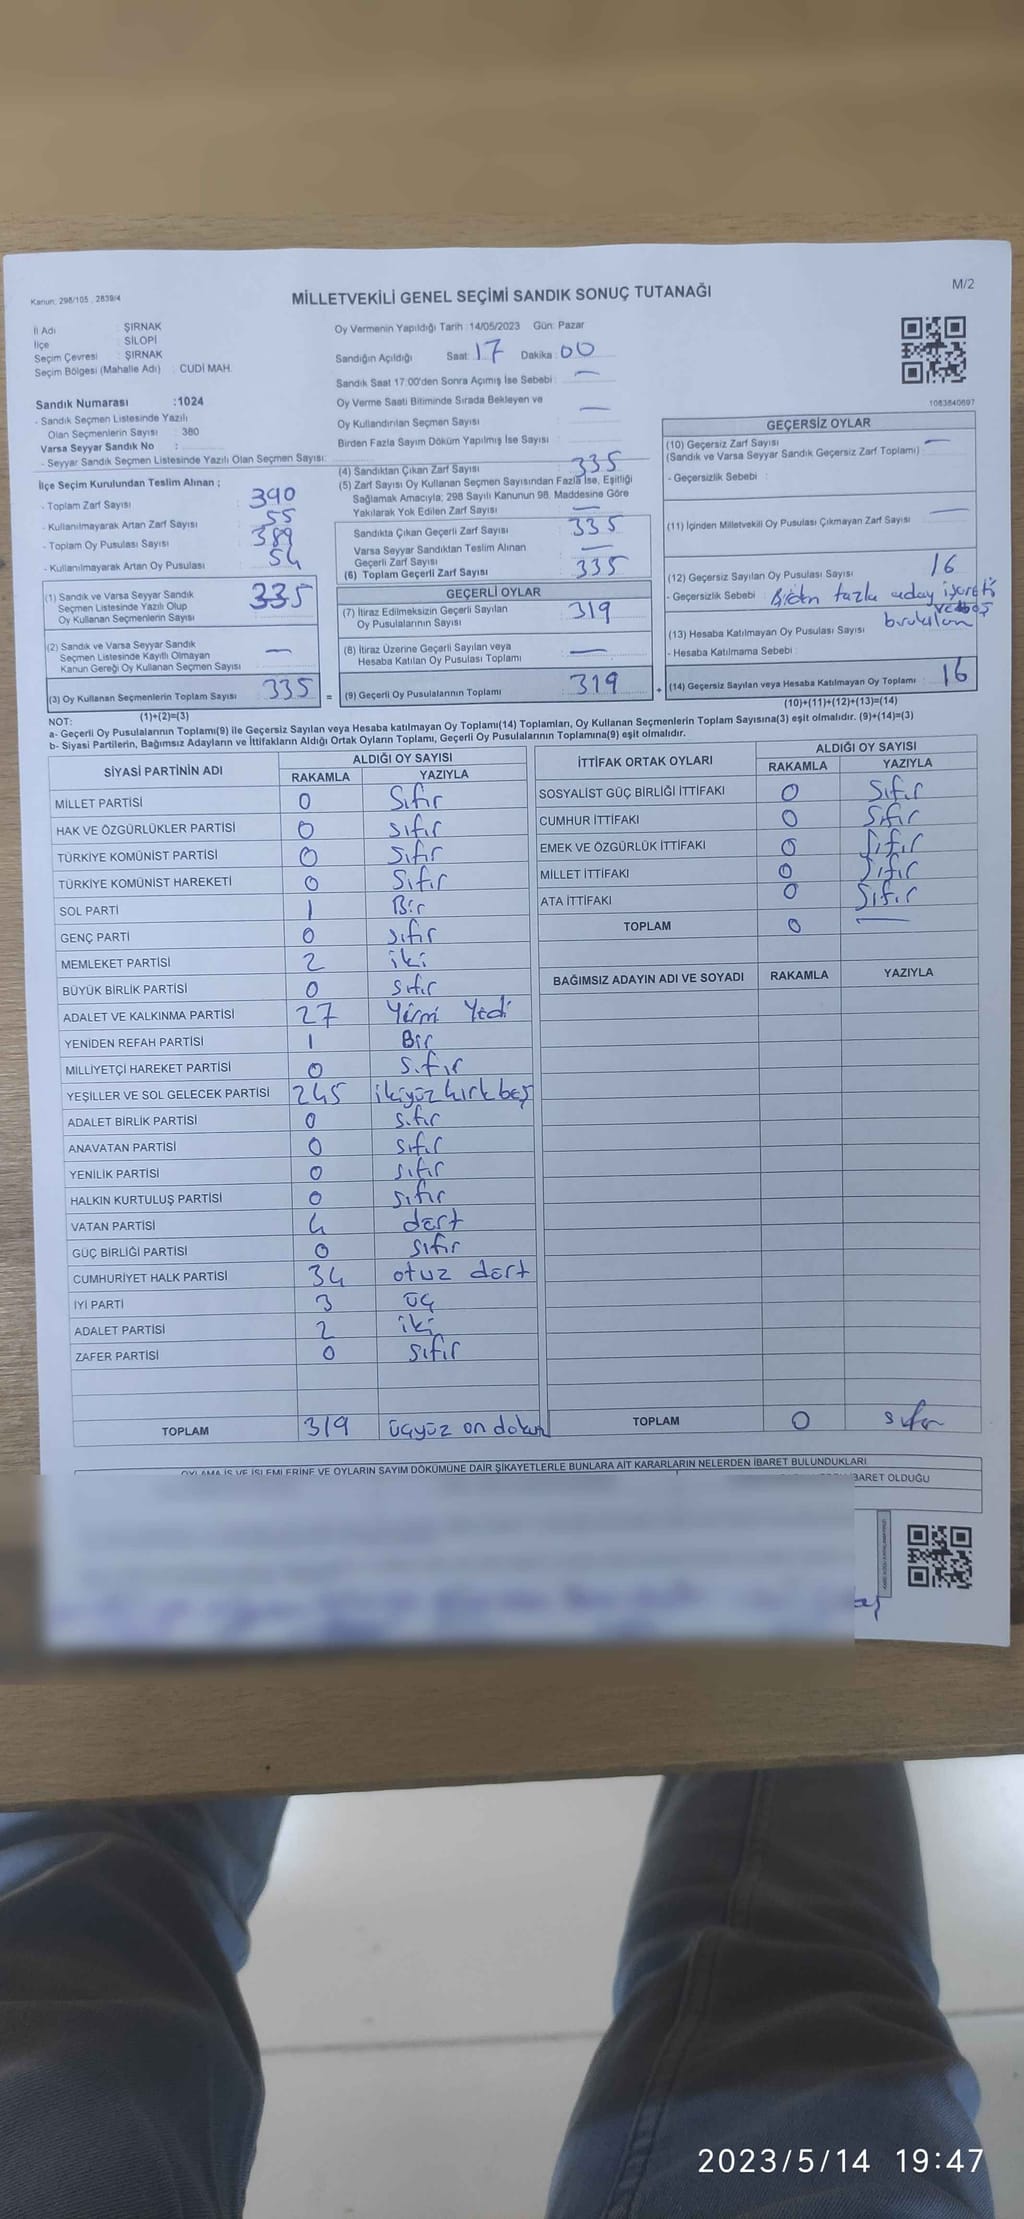 Kanun: 298/105 , 2839/4
MİLLETVEKİLİ GENEL SEÇİMİ SANDIK SONUÇ TUTANAĞI
M/2
İl Adı : ŞIRNAK
İlçe : SİLOPİ
Seçim Çevresi : ŞIRNAK
Seçim Bölgesi (Mahalle Adı) : CUDİ MAH.
Sandık Numarası :1024
- Sandık Seçmen Listesinde Yazılı
Olan Seçmenlerin Sayısı : 380
Varsa Seyyar Sandık No :
- Seyyar Sandık Seçmen Listesinde Yazılı Olan Seçmen Sayısı:
Oy Vermenin Yapıldığı Tarih :14/05/2023 Gün: Pazar
Sandığın Açıldığı Saat: 17 Dakika: 00
Sandık Saat 17:00'den Sonra Açımış İse Sebebi : —
Oy Verme Saati Bitiminde Sırada Bekleyen ve
Oy Kullandırılan Seçmen Sayısı : —
Birden Fazla Sayım Döküm Yapılmış İse Sayısı :
1083840897
İlçe Seçim Kurulundan Teslim Alınan ;
- Toplam Zarf Sayısı : 390
- Kullanılmayarak Artan Zarf Sayısı : 55
- Toplam Oy Pusulası Sayısı : 389
- Kullanılmayarak Artan Oy Pusulası : 54
(1) Sandık ve Varsa Seyyar Sandık
Seçmen Listesinde Yazılı Olup
Oy Kullanan Seçmenlerin Sayısı 335
(2) Sandık ve Varsa Seyyar Sandık
Seçmen Listesinde Kayıtlı Olmayan
Kanun Gereği Oy Kullanan Seçmen Sayısı —
(3) Oy Kullanan Seçmenlerin Toplam Sayısı 335 =
(1)+(2)=(3)
(4) Sandıktan Çıkan Zarf Sayısı 335
(5) Zarf Sayısı Oy Kullanan Seçmen Sayısından Fazla İse, Eşitliği
Sağlamak Amacıyla; 298 Sayılı Kanunun 98. Maddesine Göre
Yakılarak Yok Edilen Zarf Sayısı —
Sandıkta Çıkan Geçerli Zarf Sayısı 335
Varsa Seyyar Sandıktan Teslim Alınan
Geçerli Zarf Sayısı —
(6) Toplam Geçerli Zarf Sayısı 335
GEÇERLİ OYLAR
(7) İtiraz Edilmeksizin Geçerli Sayılan
Oy Pusulalarının Sayısı 319
(8) İtiraz Üzerine Geçerli Sayılan veya
Hesaba Katılan Oy Pusulası Toplamı —
(9) Geçerli Oy Pusulalarının Toplamı 319 +
GEÇERSİZ OYLAR
(10) Geçersiz Zarf Sayısı —
(Sandık ve Varsa Seyyar Sandık Geçersiz Zarf Toplamı) :
- Geçersizlik Sebebi :
(11) İçinden Milletvekili Oy Pusulası Çıkmayan Zarf Sayısı : —
(12) Geçersiz Sayılan Oy Pusulası Sayısı : 16
- Geçersizlik Sebebi : Birden fazla aday işareti
ve boş
(13) Hesaba Katılmayan Oy Pusulası Sayısı : bırakılan
- Hesaba Katılmama Sebebi :
(14) Geçersiz Sayılan veya Hesaba Katılmayan Oy Toplamı : 16
(10)+(11)+(12)+(13)=(14)
NOT:
a- Geçerli Oy Pusulasının Toplamı(9) ile Geçersiz Sayılan veya Hesaba katılmayan Oy Toplamı(14) Toplamları, Oy Kullanan Seçmenlerin Toplam Sayısına(3) eşit olmalıdır. (9)+(14)=(3)
b- Siyasi Partilerin, Bağımsız Adayların ve İttifakların Aldığı Ortak Oyların Toplamı, Geçerli Oy Pusulalarının Toplamına(9) eşit olmalıdır.
SİYASİ PARTİNİN ADI ALDIĞI OY SAYISI
RAKAMLA YAZIYLA
MİLLET PARTİSİ 0 Sıfır
HAK VE ÖZGÜRLÜKLER PARTİSİ 0 sıfır
TÜRKİYE KOMÜNİST PARTİSİ 0 sıfır
TÜRKİYE KOMÜNİST HAREKETİ 0 Sıfır
SOL PARTİ 1 Bir
GENÇ PARTİ 0 sıfır
MEMLEKET PARTİSİ 2 iki
BÜYÜK BİRLİK PARTİSİ 0 sıfır
ADALET VE KALKINMA PARTİSİ 27 Yirmi Yedi
YENİDEN REFAH PARTİSİ 1 Bir
MİLLİYETÇİ HAREKET PARTİSİ 0 sıfır
YEŞİLLER VE SOL GELECEK PARTİSİ 245 ikiyüz kırk beş
ADALET BİRLİK PARTİSİ 0 sıfır
ANAVATAN PARTİSİ 0 sıfır
YENİLİK PARTİSİ 0 sıfır
HALKIN KURTULUŞ PARTİSİ 0 sıfır
VATAN PARTİSİ 4 dört
GÜÇ BİRLİĞİ PARTİSİ 0 sıfır
CUMHURİYET HALK PARTİSİ 34 otuz dört
İYİ PARTİ 3 üç
ADALET PARTİSİ 2 iki
ZAFER PARTİSİ 0 sıfır
TOPLAM 319 üçyüz on dokuz
İTTİFAK ORTAK OYLARI ALDIĞI OY SAYISI
RAKAMLA YAZIYLA
SOSYALİST GÜÇ BİRLİĞİ İTTİFAKI 0 Sıfır
CUMHUR İTTİFAKI 0 Sıfır
EMEK VE ÖZGÜRLÜK İTTİFAKI 0 Sıfır
MİLLET İTTİFAKI 0 Sıfır
ATA İTTİFAKI 0 Sıfır
TOPLAM 0 —
BAĞIMSIZ ADAYIN ADI VE SOYADI RAKAMLA YAZIYLA
TOPLAM 0 sıfır
OYLAMA İŞ VE İŞLEMLERİNE VE OYLARIN SAYIM DÖKÜMÜNE DAİR ŞİKAYETLERLE BUNLARA AİT KARARLARIN NELERDEN İBARET BULUNDUKLARI
İBARET OLDUĞU
2023/5/14 19:47